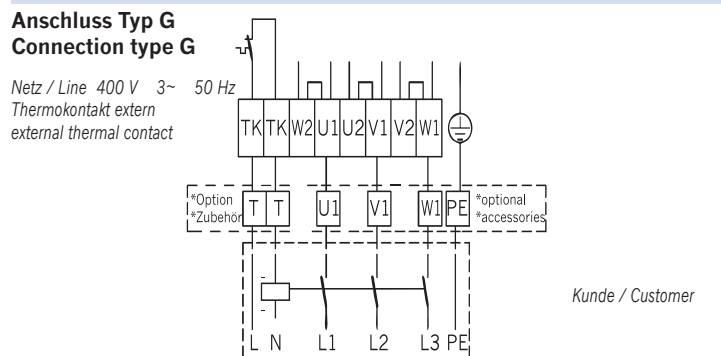 Anschluss Typ G
Connection type G
Netz / Line 400 V 3~ 50 Hz
Thermokontakt extern
external thermal contact
TK TK W2 U1 U2 V1 V2 W1
*Option
*Zubehör
T T U1 V1 W1 PE
*optional
*accessories
Kunde / Customer
L N L1 L2 L3 PE